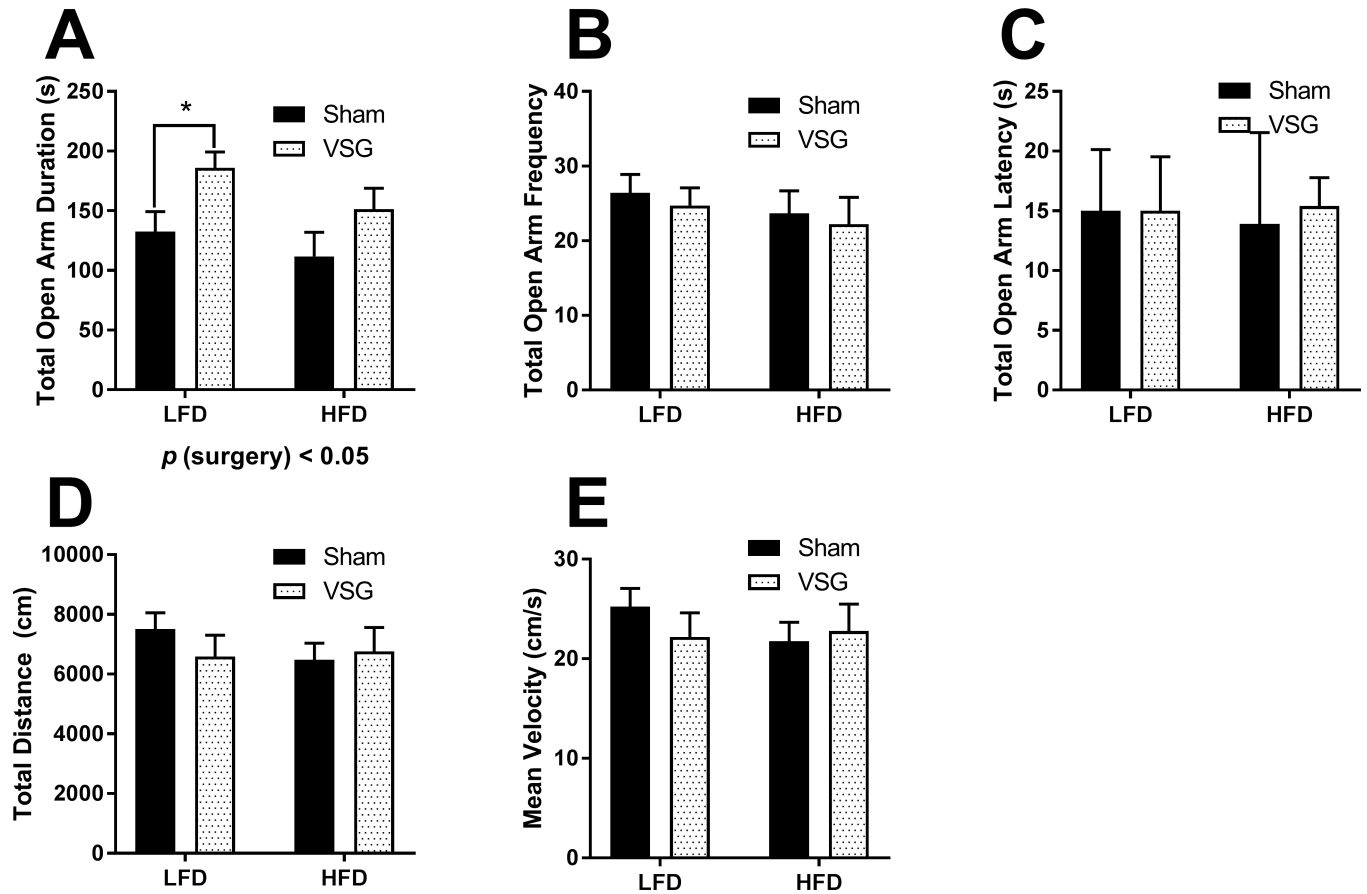 A
Total Open Arm Duration (s)
250
200
150
100
50
0
*
Sham
VSG
LFD
HFD
p (surgery) < 0.05
B
Total Open Arm Frequency
40
30
20
10
0
Sham
VSG
LFD
HFD
C
Total Open Arm Latency (s)
25
20
15
10
5
0
Sham
VSG
LFD
HFD
D
Total Distance (cm)
10000
8000
6000
4000
2000
0
Sham
VSG
LFD
HFD
E
Mean Velocity (cm/s)
30
20
10
0
Sham
VSG
LFD
HFD